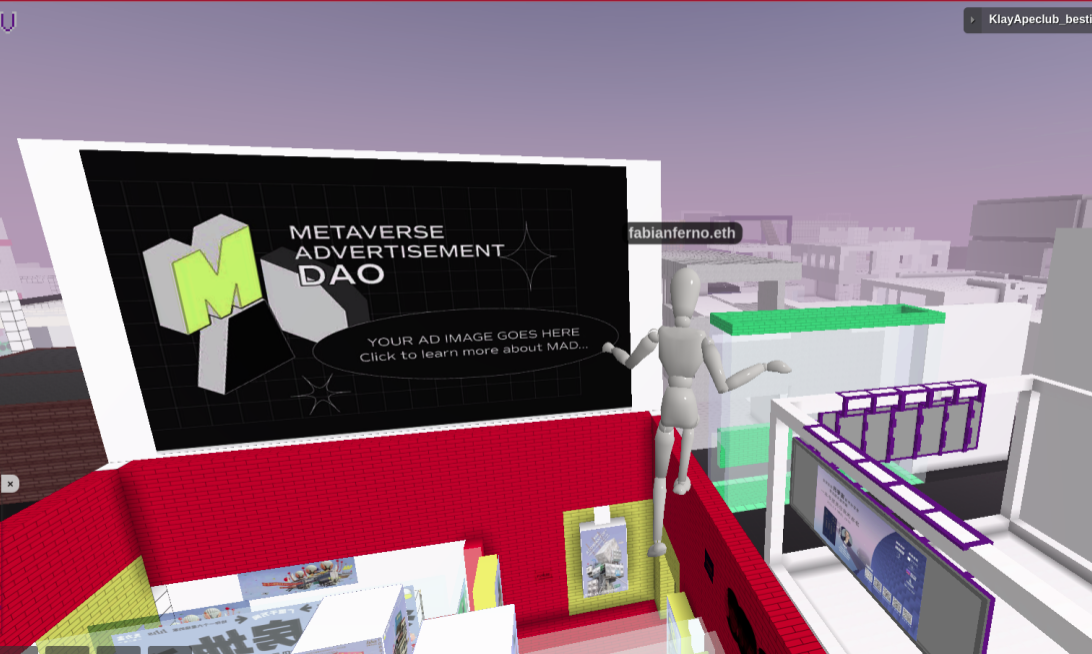 KlayApeclub_besti
METAVERSE
ADVERTISEMENT
DAO
fabianferno.eth
YOUR AD IMAGE GOES HERE
Click to learn more about MAD...